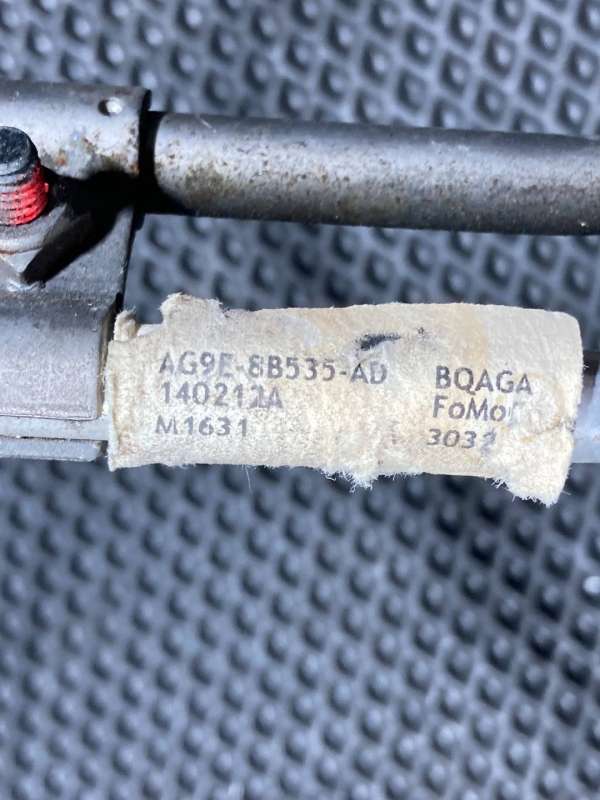 AG9E-8B535-AD
140212A
M1631
BQAGA
FoMo
3032